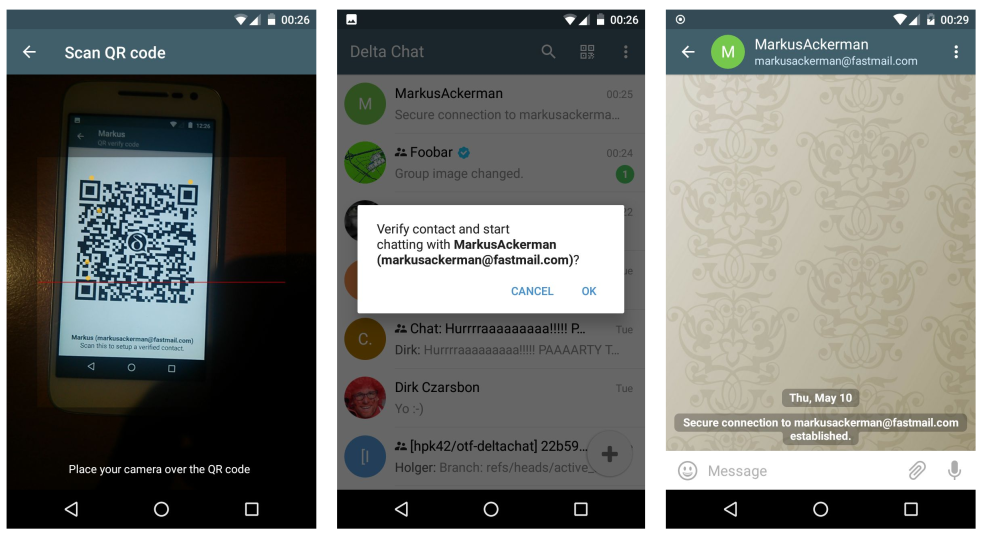 00:26
Scan QR code
12:26
Markus
QR verify code
Markus (markusackerman@fastmail.com)
Scan this to setup a verified contact.
Place your camera over the QR code
00:26
Delta Chat
M
MarkusAckerman
00:25
Secure connection to markusackerma...
Foobar
00:24
Group image changed.
1
22
Verify contact and start
chatting with MarkusAckerman
(markusackerman@fastmail.com)?
ue
CANCEL
OK
C.
Chat: Hurrrraaaaaaaaa!!!!! P...
Tue
Dirk: Hurrrraaaaaaaaa!!!!! PAAAARTY T...
Dirk Czarsbon
Tue
Yo :-)
[I
[hpk42/otf-deltachat] 22b59...
Holger: Branch: refs/heads/active_
+
00:29
M
MarkusAckerman
markusackerman@fastmail.com
Thu, May 10
Secure connection to markusackerman@fastmail.com
established.
Message